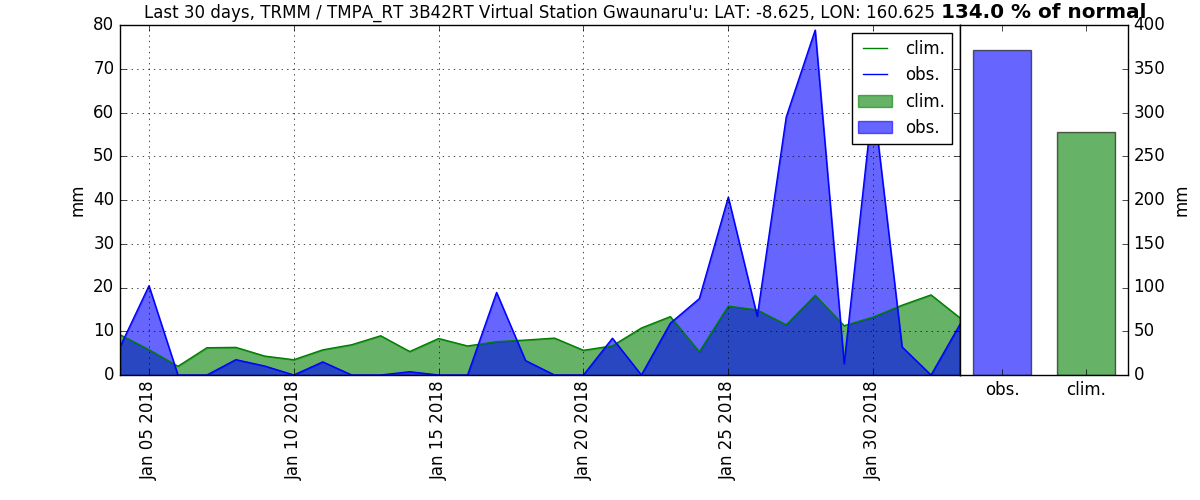 Last 30 days, TRMM / TMPA_RT 3B42RT Virtual Station Gwaunaru'u: LAT: -8.625, LON: 160.625 134.0 % of normal
80
70
60
50
40
30
20
10
0
mm
Jan 05 2018
Jan 10 2018
Jan 15 2018
Jan 20 2018
Jan 25 2018
Jan 30 2018
clim.
obs.
clim.
obs.
400
350
300
250
200
150
100
50
0
mm
obs.
clim.